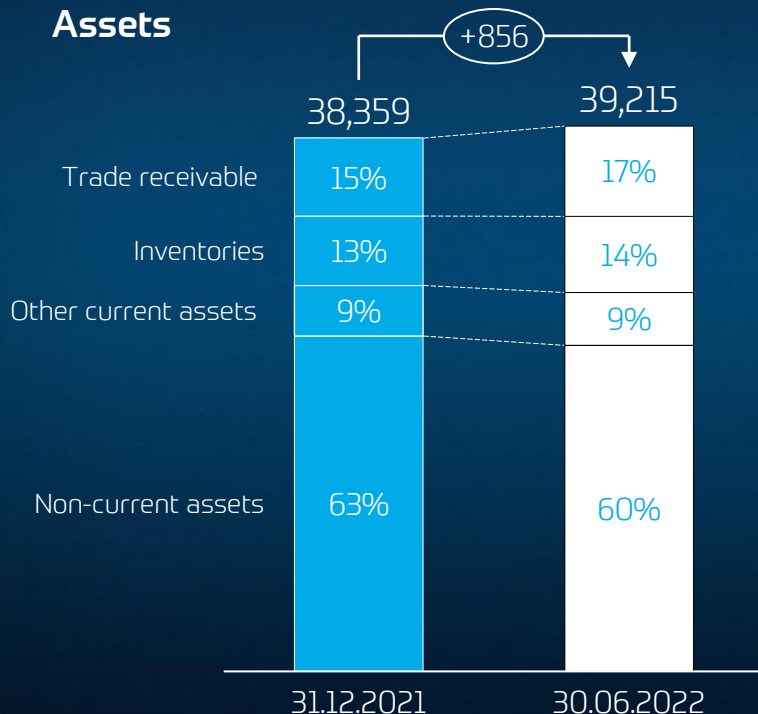 Assets
+856
38,359
39,215
Trade receivable 15% 17%
Inventories 13% 14%
Other current assets 9% 9%
Non-current assets 63% 60%
31.12.2021 30.06.2022